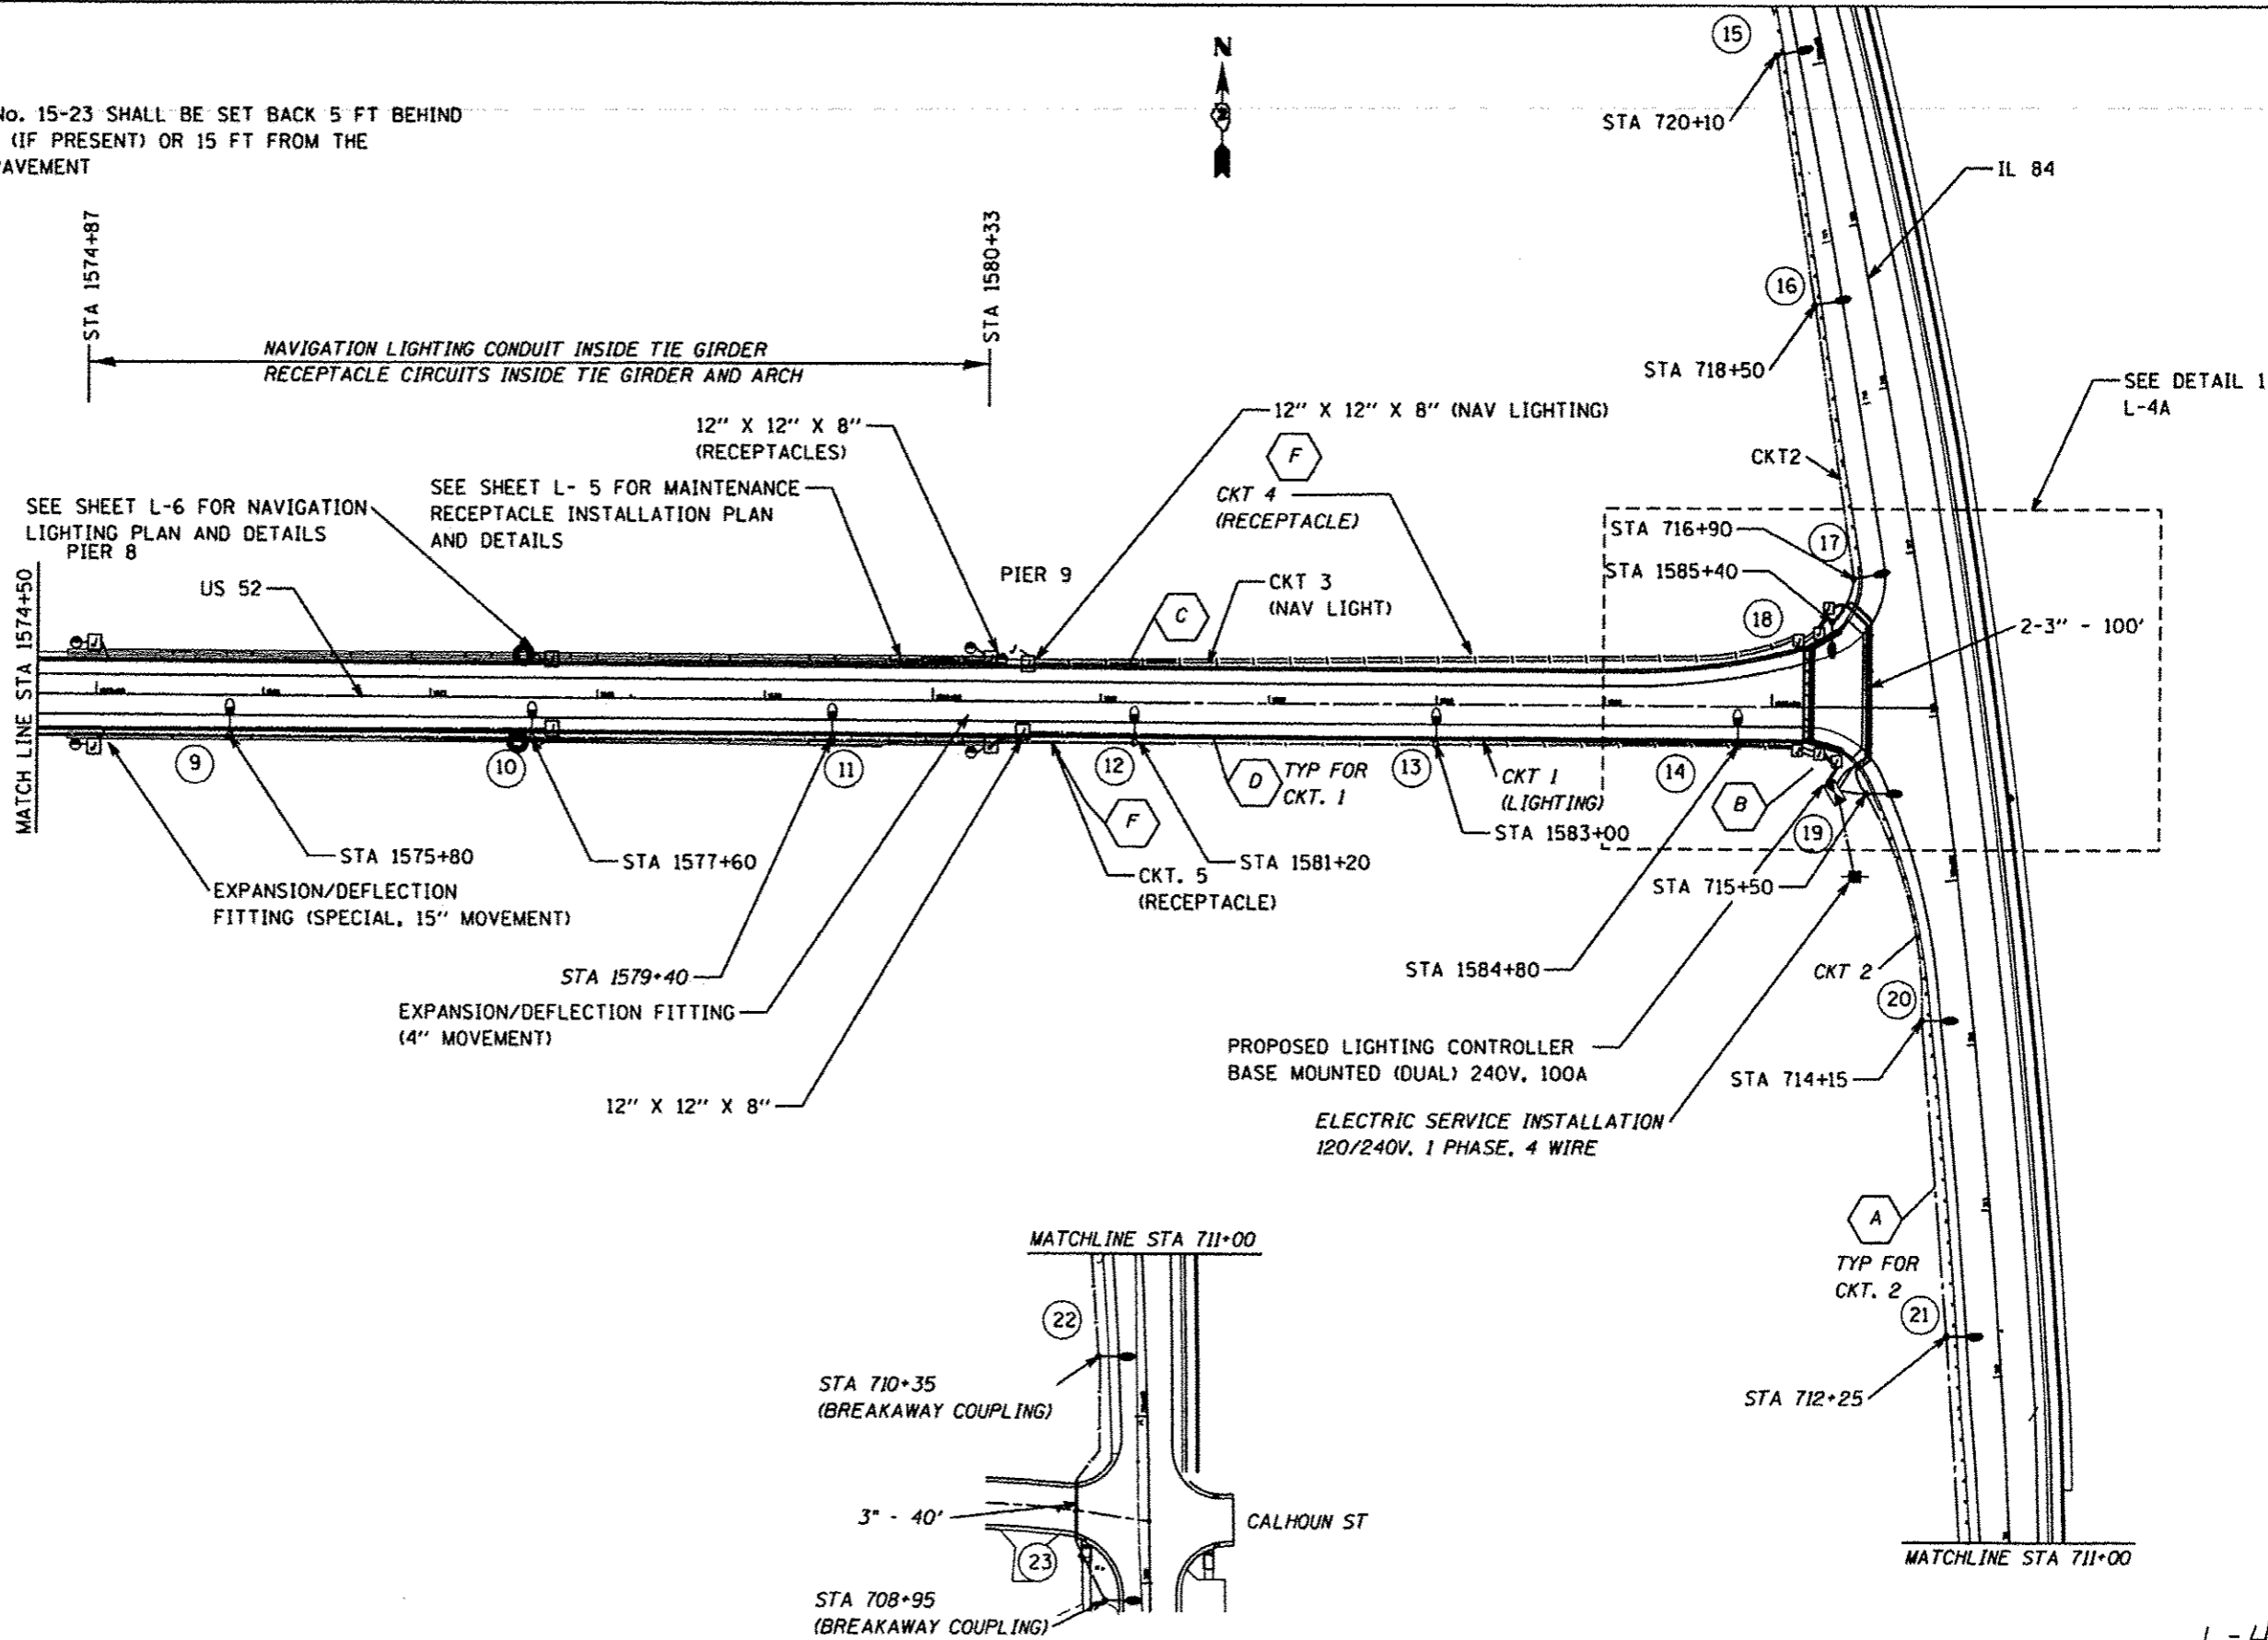 No. 15-23 SHALL BE SET BACK 5 FT BEHIND
(IF PRESENT) OR 15 FT FROM THE
PAVEMENT
N
15
STA 720+10
IL 84
STA 1574+87
STA 1580+33
NAVIGATION LIGHTING CONDUIT INSIDE TIE GIRDER
RECEPTACLE CIRCUITS INSIDE TIE GIRDER AND ARCH
16
STA 718+50
SEE DETAIL 1
L-4A
12" X 12" X 8"
(RECEPTACLES)
12" X 12" X 8" (NAV LIGHTING)
F
CKT 4
(RECEPTACLE)
CKT2
SEE SHEET L-6 FOR NAVIGATION
LIGHTING PLAN AND DETAILS
PIER 8
SEE SHEET L- 5 FOR MAINTENANCE
RECEPTACLE INSTALLATION PLAN
AND DETAILS
STA 716+90
17
STA 1585+40
18
MATCH LINE STA 1574+50
US 52
PIER 9
C
CKT 3
(NAV LIGHT)
2-3" - 100'
9
10
11
12
13
14
D
TYP FOR
CKT. 1
CKT 1
(LIGHTING)
B
19
F
STA 1575+80
STA 1577+60
STA 1581+20
STA 1583+00
EXPANSION/DEFLECTION
FITTING (SPECIAL, 15" MOVEMENT)
CKT. 5
(RECEPTACLE)
STA 715+50
STA 1579+40
STA 1584+80
CKT 2
20
EXPANSION/DEFLECTION FITTING
(4" MOVEMENT)
PROPOSED LIGHTING CONTROLLER
BASE MOUNTED (DUAL) 240V, 100A
STA 714+15
12" X 12" X 8"
ELECTRIC SERVICE INSTALLATION
120/240V, 1 PHASE, 4 WIRE
A
TYP FOR
CKT. 2
21
STA 712+25
MATCHLINE STA 711+00
22
STA 710+35
(BREAKAWAY COUPLING)
3" - 40'
CALHOUN ST
23
STA 708+95
(BREAKAWAY COUPLING)
MATCHLINE STA 711+00